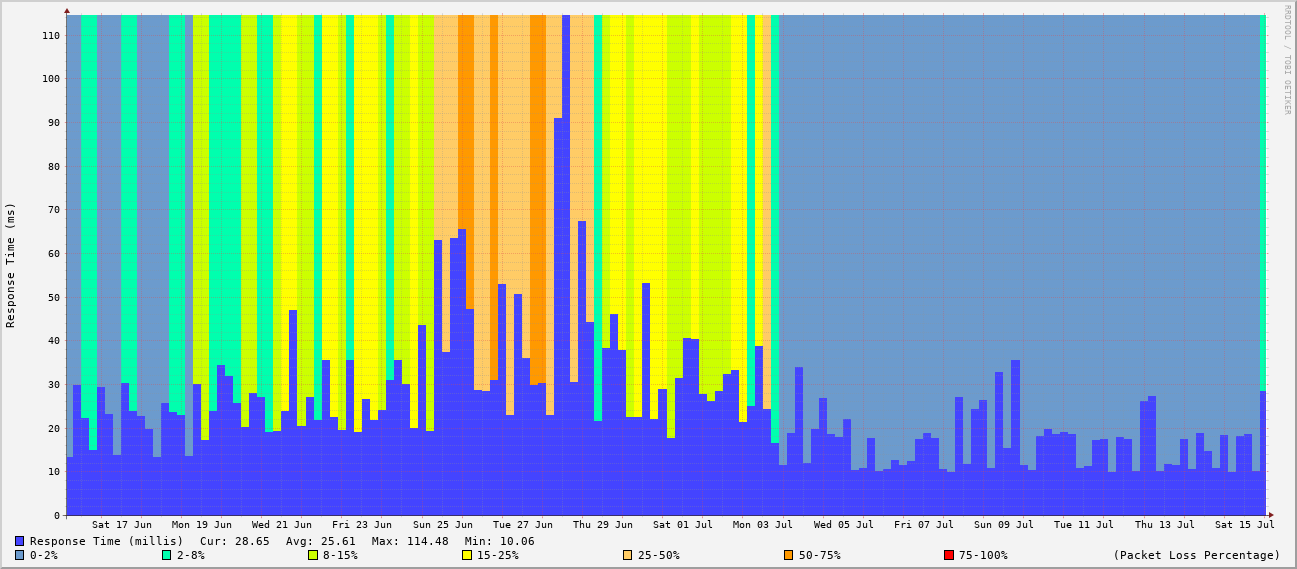 RRDTOOL / TOBI OETIKER
Response Time (ms)
110
100
90
80
70
60
50
40
30
20
10
0
Sat 17 Jun Mon 19 Jun Wed 21 Jun Fri 23 Jun Sun 25 Jun Tue 27 Jun Thu 29 Jun Sat 01 Jul Mon 03 Jul Wed 05 Jul Fri 07 Jul Sun 09 Jul Tue 11 Jul Thu 13 Jul Sat 15 Jul
Response Time (millis) Cur: 28.65 Avg: 25.61 Max: 114.48 Min: 10.06
0-2% 2-8% 8-15% 15-25% 25-50% 50-75% 75-100% (Packet Loss Percentage)